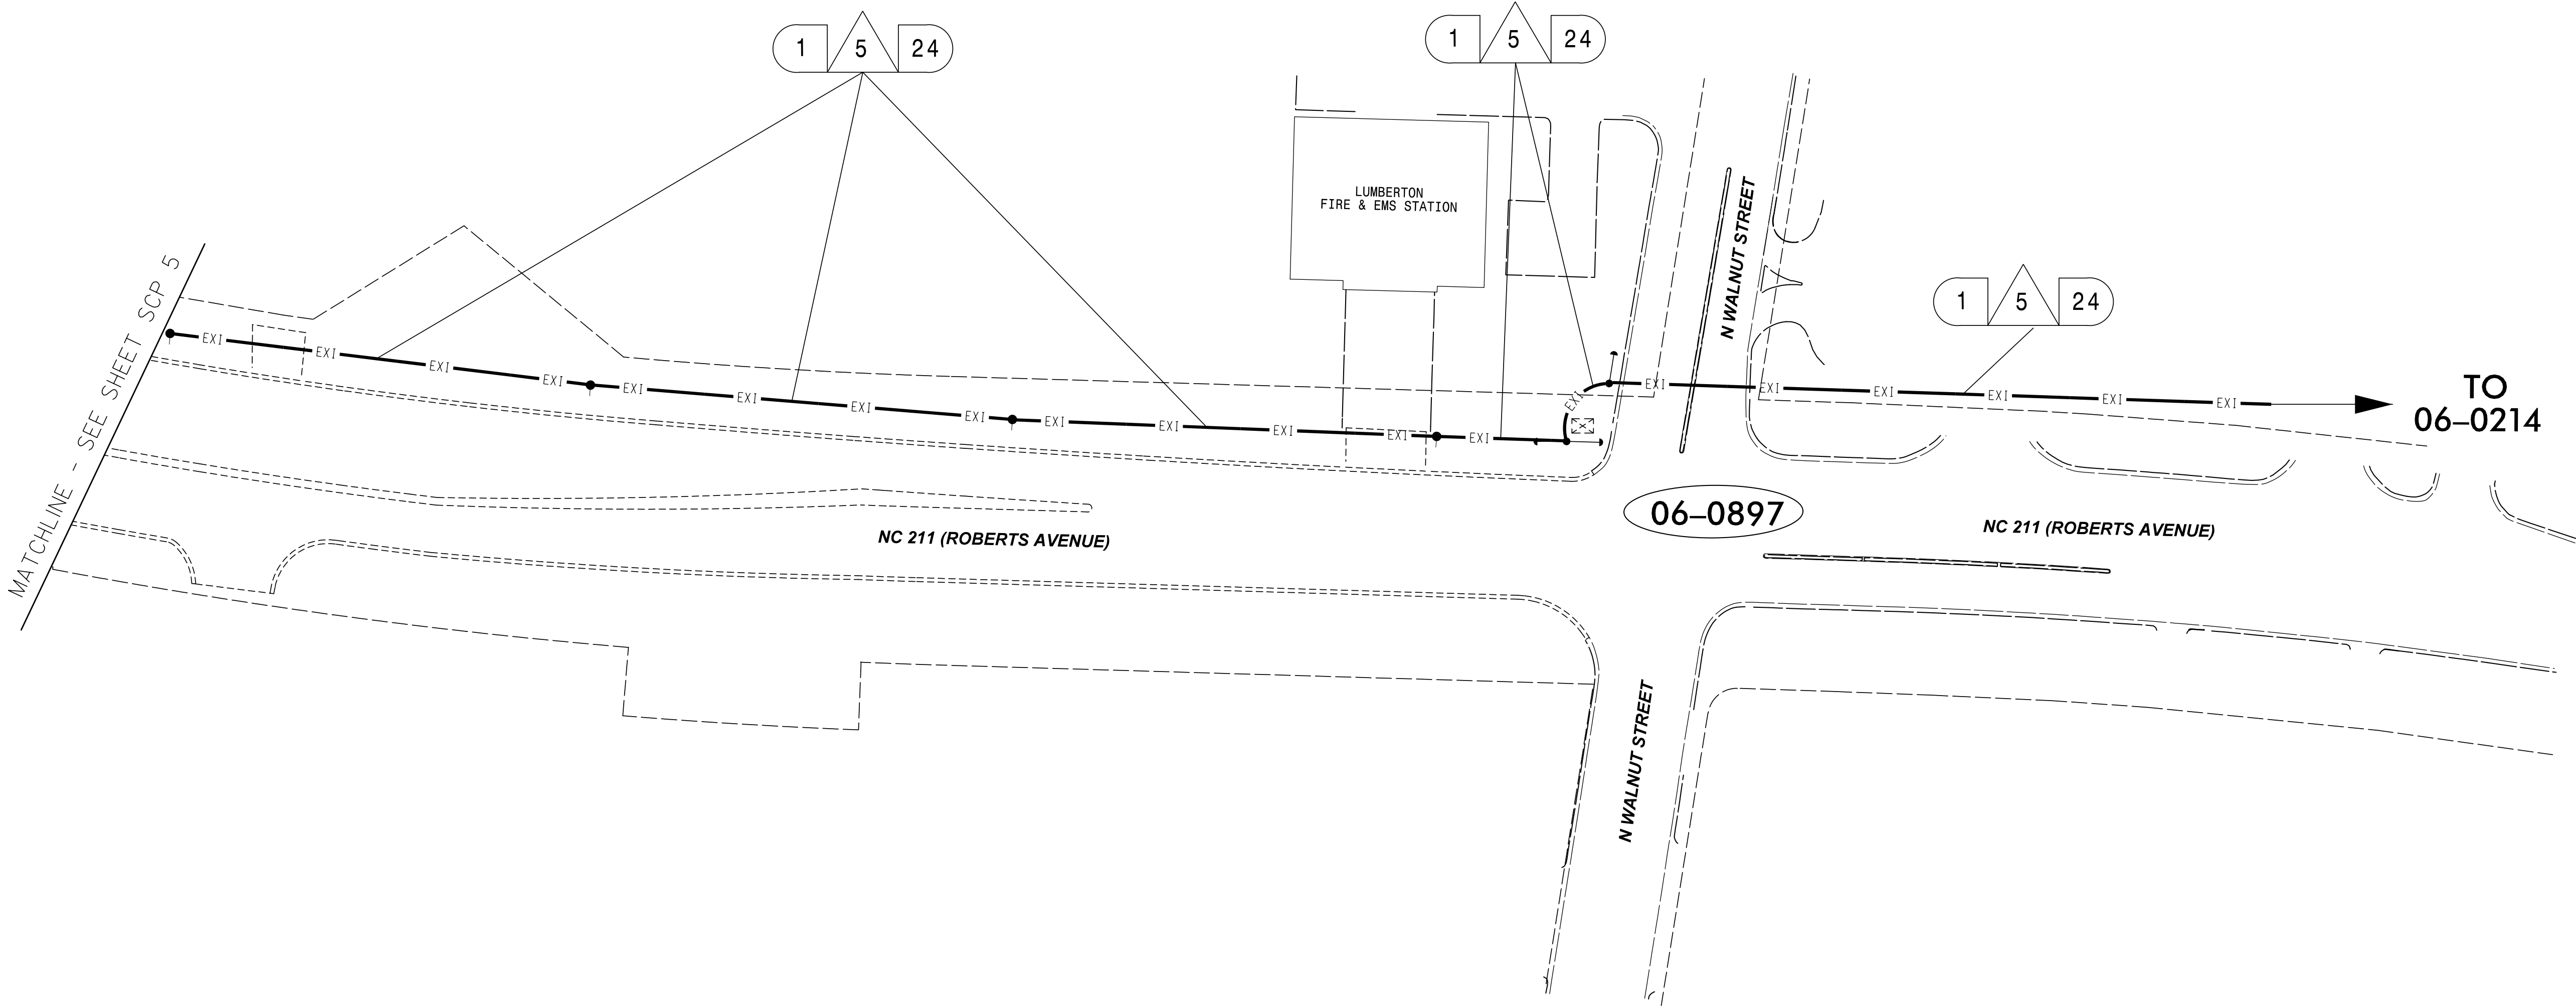 1 5 24
1 5 24
LUMBERTON
FIRE & EMS STATION
N WALNUT STREET
1 5 24
MATCHLINE - SEE SHEET SCP 5
EXI EXI EXI EXI EXI EXI EXI EXI EXI EXI EXI EXI EXI
EXI
EXI EXI EXI EXI EXI EXI
TO
06–0214
06–0897
NC 211 (ROBERTS AVENUE)
NC 211 (ROBERTS AVENUE)
N WALNUT STREET